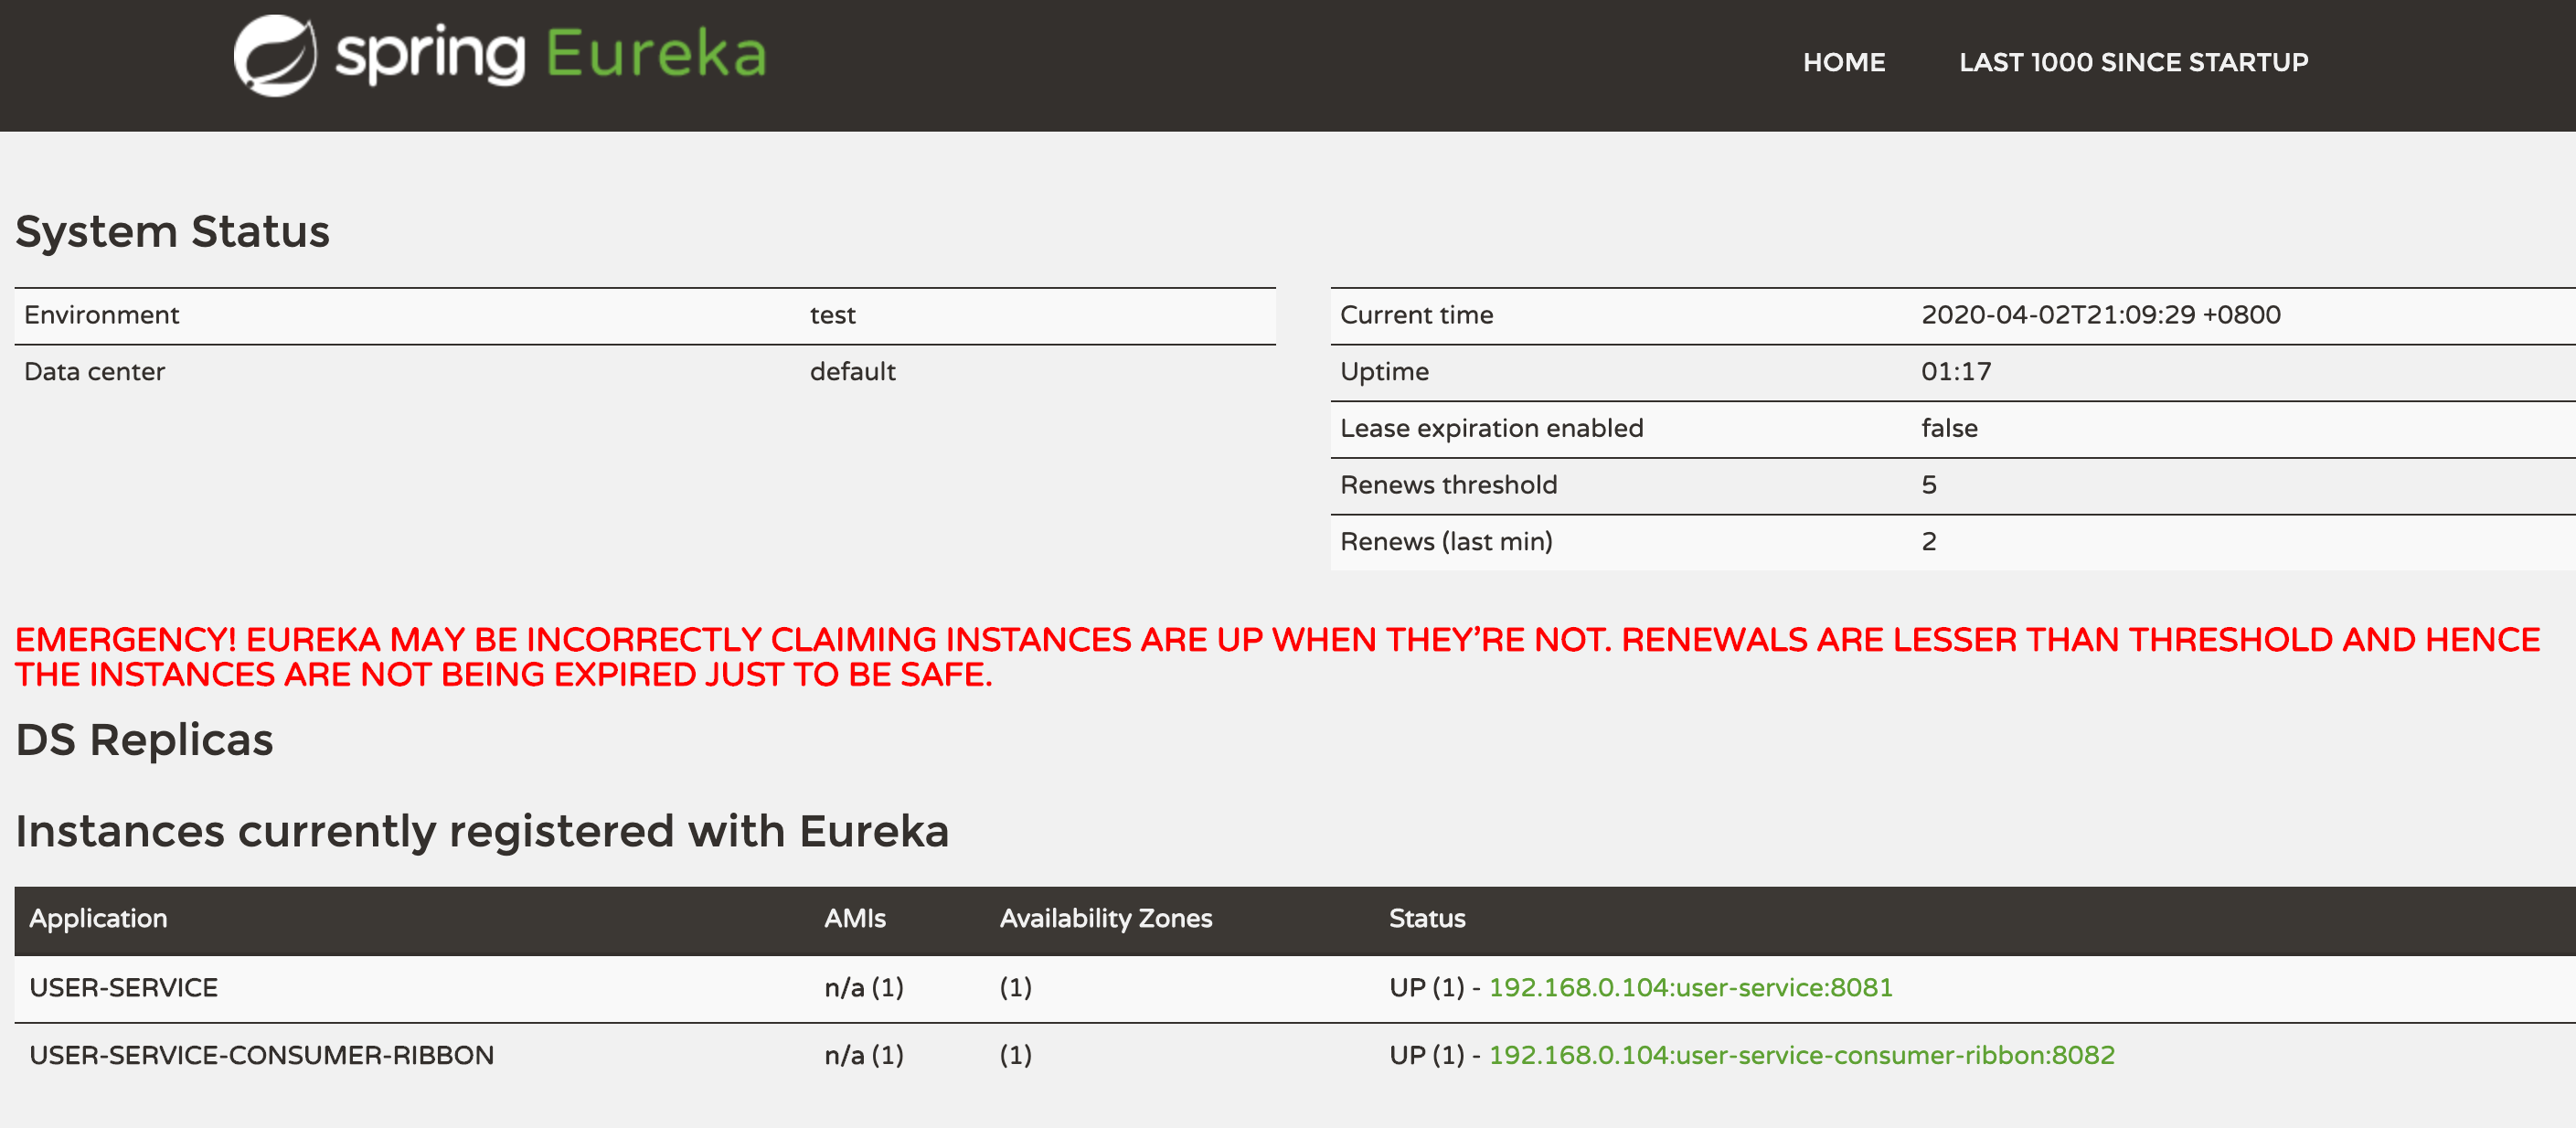 spring Eureka
HOME LAST 1000 SINCE STARTUP
System Status
Environment test
Data center default
Current time 2020-04-02T21:09:29 +0800
Uptime 01:17
Lease expiration enabled false
Renews threshold 5
Renews (last min) 2
EMERGENCY! EUREKA MAY BE INCORRECTLY CLAIMING INSTANCES ARE UP WHEN THEY'RE NOT. RENEWALS ARE LESSER THAN THRESHOLD AND HENCE
THE INSTANCES ARE NOT BEING EXPIRED JUST TO BE SAFE.
DS Replicas
Instances currently registered with Eureka
Application AMIs Availability Zones Status
USER-SERVICE n/a (1) (1) UP (1) - 192.168.0.104:user-service:8081
USER-SERVICE-CONSUMER-RIBBON n/a (1) (1) UP (1) - 192.168.0.104:user-service-consumer-ribbon:8082